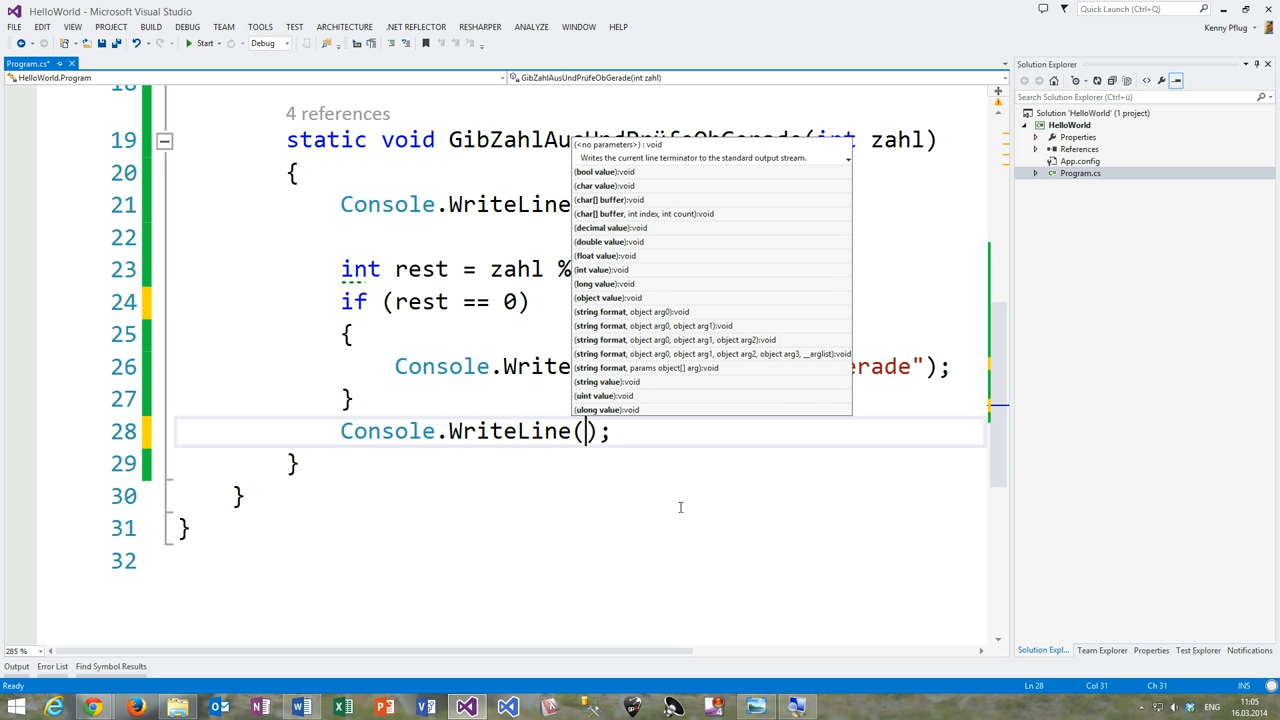 HelloWorld - Microsoft Visual Studio
Quick Launch (Ctrl+Q)
FILE EDIT VIEW PROJECT BUILD DEBUG TEAM TOOLS TEST ARCHITECTURE .NET REFLECTOR RESHARPER ANALYZE WINDOW HELP
Kenny Pflug
Start Debug
Program.cs*
HelloWorld.Program
GibZahlAusUndPrüfeObGerade(int zahl)
18
4 references
19 static void GibZahlAusUndPrüfeObGerade(int zahl)
20 {
21 Console.WriteLine
22
23 int rest = zahl %
24 if (rest == 0)
25 {
26 Console.Write erade");
27 }
28 Console.WriteLine();
29 }
30 }
31 }
32
(<no parameters>) : void
Writes the current line terminator to the standard output stream.
(bool value):void
(char value):void
(char[] buffer):void
(char[] buffer, int index, int count):void
(decimal value):void
(double value):void
(float value):void
(int value):void
(long value):void
(object value):void
(string format, object arg0):void
(string format, object arg0, object arg1):void
(string format, object arg0, object arg1, object arg2):void
(string format, object arg0, object arg1, object arg2, object arg3, __arglist):void
(string format, params object[] arg):void
(string value):void
(uint value):void
(ulong value):void
Solution Explorer
Search Solution Explorer (Ctrl+ü)
Solution 'HelloWorld' (1 project)
HelloWorld
Properties
References
App.config
Program.cs
285 %
Solution Expl... Team Explorer Properties Test Explorer Notifications
Output Error List Find Symbol Results
Ready Ln 28 Col 31 Ch 31 INS
ENG
11:05
16.03.2014